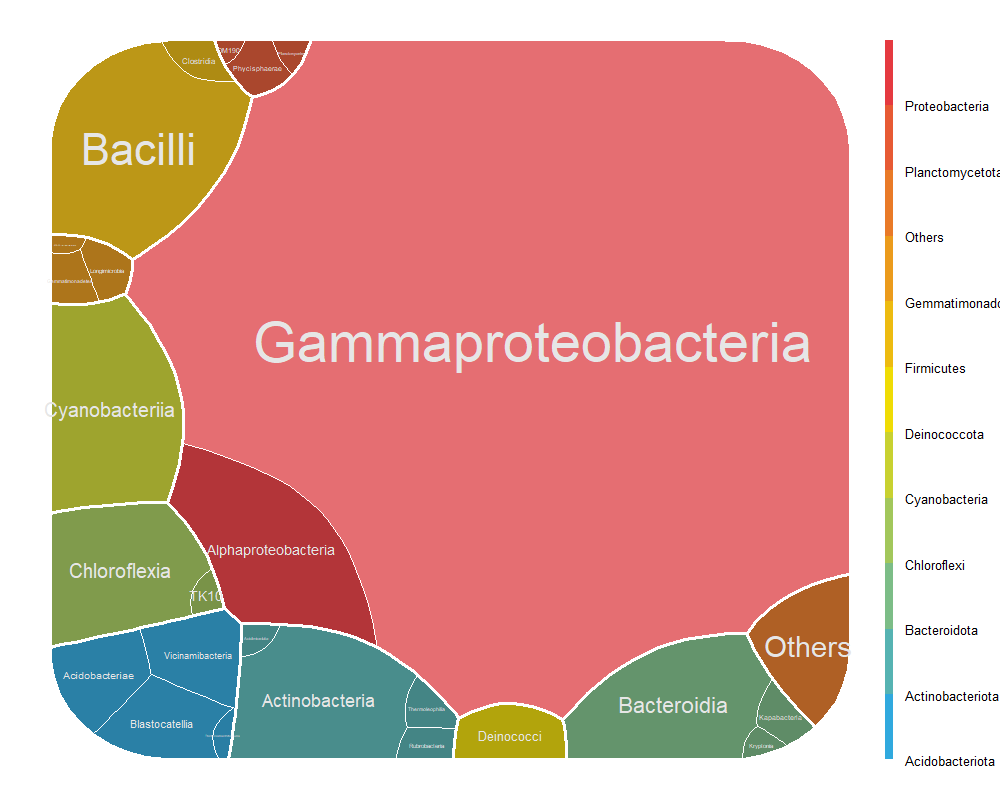 Clostridia
OM190
Phycisphaerae
Bacilli
Longimicrobia
Gammaproteobacteria
Cyanobacteriia
Alphaproteobacteria
Chloroflexia
TK10
Vicinamibacteria
Acidobacteriae
Blastocatellia
Actinobacteria
Thermoleophilia
Rubrobacteria
Deinococci
Bacteroidia
Others
Kapabacteria
Kryptonia
Proteobacteria
Planctomycetota
Others
Gemmatimonado
Firmicutes
Deinococcota
Cyanobacteria
Chloroflexi
Bacteroidota
Actinobacteriota
Acidobacteriota